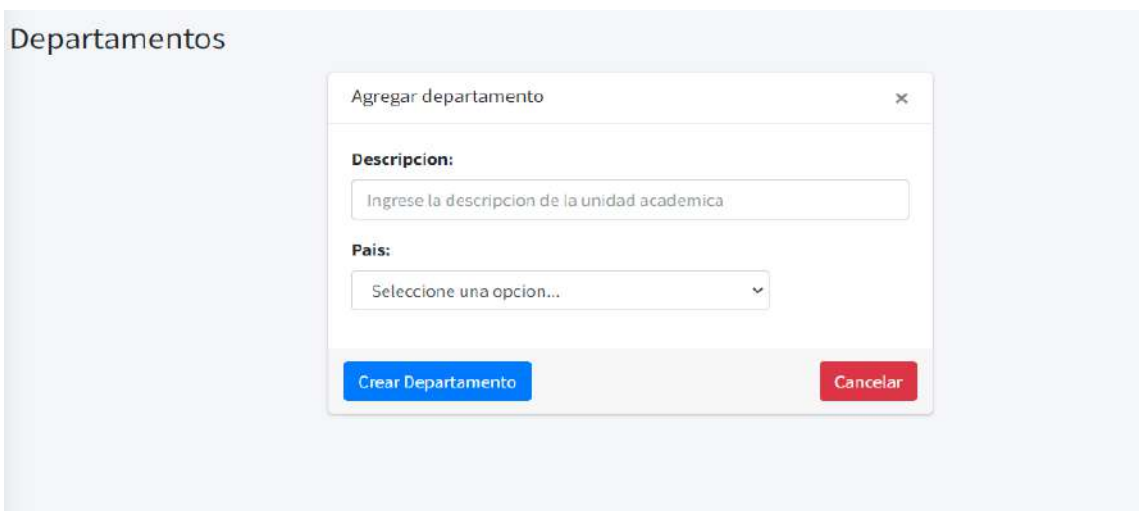 Departamentos
Agregar departamento ×
Descripcion:
Ingrese la descripcion de la unidad academica
Pais:
Seleccione una opcion...
Crear Departamento Cancelar